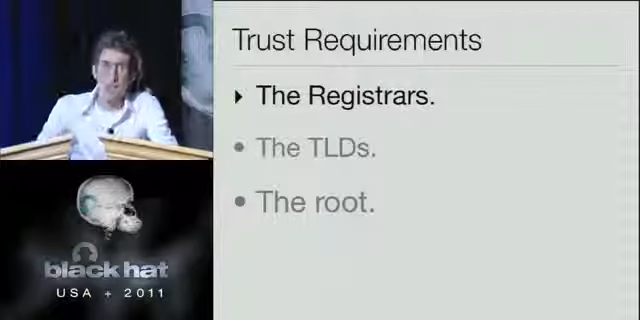 Trust Requirements
The Registrars.
The TLDs.
The root.
black hat
USA + 2011